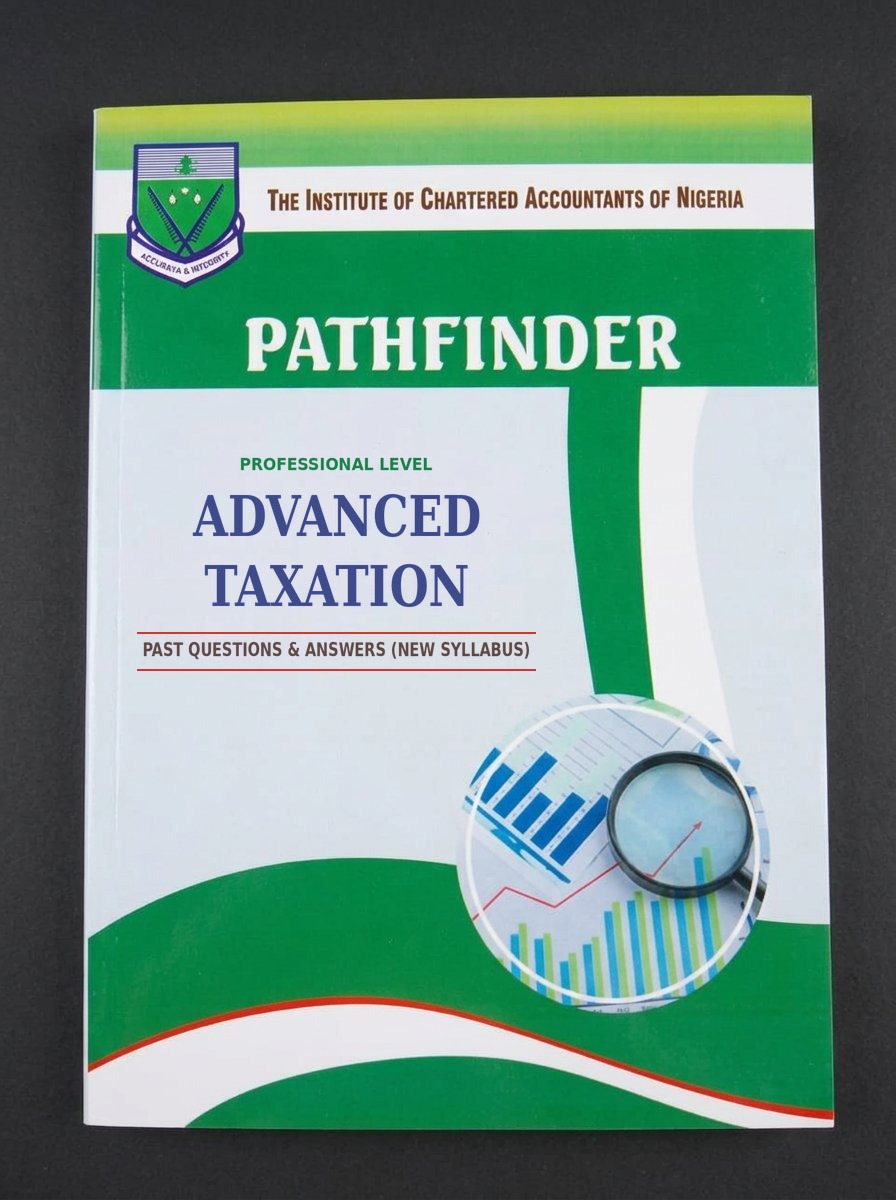 THE INSTITUTE OF CHARTERED ACCOUNTANTS OF NIGERIA
PATHFINDER
PROFESSIONAL LEVEL
ADVANCED
TAXATION
PAST QUESTIONS & ANSWERS (NEW SYLLABUS)